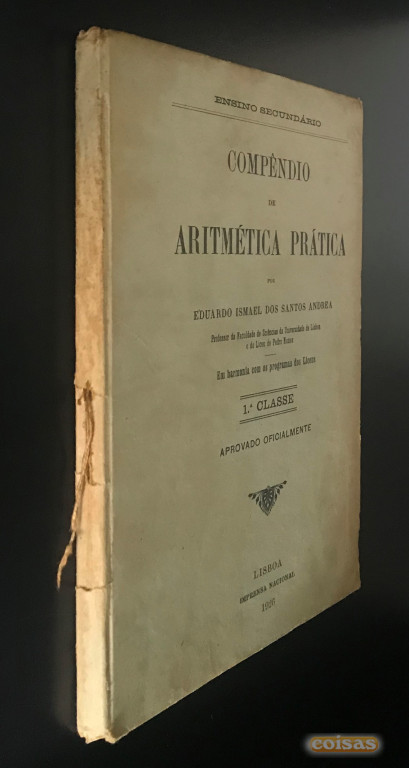 ENSINO SECUNDÁRIO
COMPÊNDIO
DE
ARITMÉTICA PRÁTICA
POR
EDUARDO ISMAEL DOS SANTOS ANDREA
Professor da Faculdade de Sciências da Universidade de Lisboa
e do Liceu de Pedro Nunes
Em harmonia com os programas dos Liceus
1.ª CLASSE
APROVADO OFICIALMENTE
LISBOA
IMPRENSA NACIONAL
1926
coisas